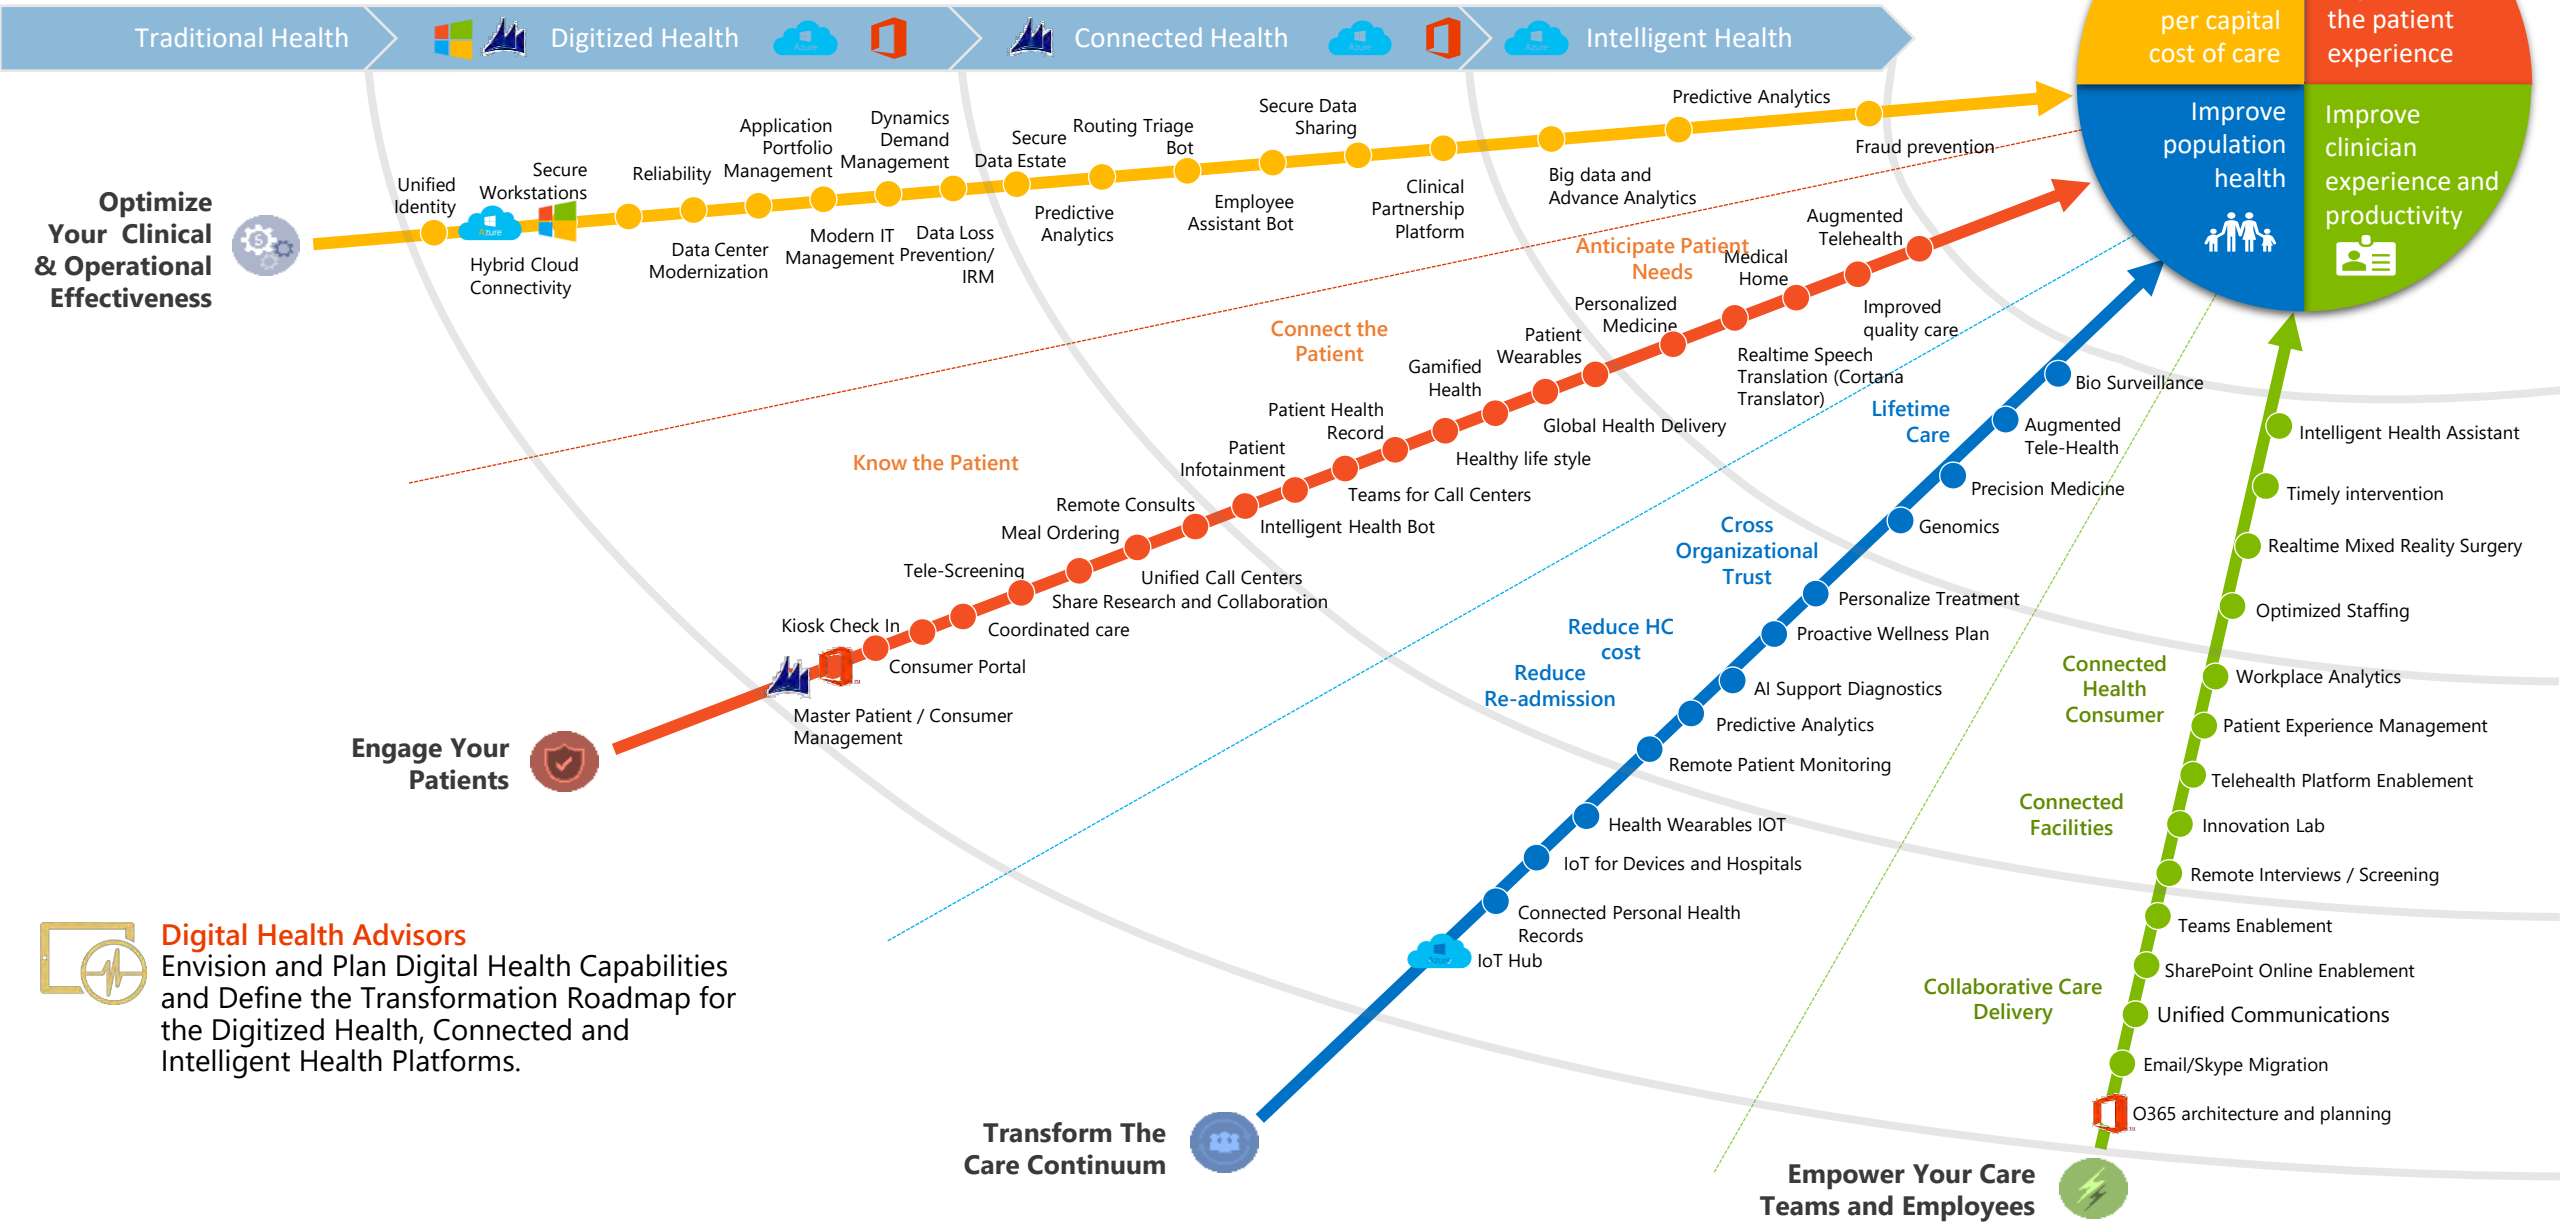 Traditional Health
Digitized Health
Azure
Connected Health
Azure
Azure
Intelligent Health
per capital
cost of care
the patient
experience
Improve
population
health
Improve
clinician
experience and
productivity
Optimize
Your Clinical
& Operational
Effectiveness
Unified
Identity
Azure
Hybrid Cloud
Connectivity
Secure
Workstations
Reliability
Data Center
Modernization
Application
Portfolio
Management
Modern IT
Management
Dynamics
Demand
Management
Data Loss
Prevention/
IRM
Secure
Data Estate
Predictive
Analytics
Routing Triage
Bot
Employee
Assistant Bot
Secure Data
Sharing
Clinical
Partnership
Platform
Big data and
Advance Analytics
Predictive Analytics
Fraud prevention
Know the Patient
Connect the
Patient
Anticipate Patient
Needs
Engage Your
Patients
Master Patient / Consumer
Management
Kiosk Check In
Consumer Portal
Coordinated care
Tele-Screening
Share Research and Collaboration
Meal Ordering
Unified Call Centers
Remote Consults
Patient
Infotainment
Intelligent Health Bot
Patient Health
Record
Teams for Call Centers
Gamified
Health
Healthy life style
Patient
Wearables
Global Health Delivery
Personalized
Medicine
Realtime Speech
Translation (Cortana
Translator)
Medical
Home
Augmented
Telehealth
Improved
quality care
Lifetime
Care
Cross
Organizational
Trust
Reduce HC
cost
Reduce
Re-admission
Bio Surveillance
Augmented
Tele-Health
Precision Medicine
Genomics
Personalize Treatment
Proactive Wellness Plan
AI Support Diagnostics
Predictive Analytics
Remote Patient Monitoring
Health Wearables IOT
IoT for Devices and Hospitals
Connected Personal Health
Records
Azure
IoT Hub
Transform The
Care Continuum
Connected
Health
Consumer
Connected
Facilities
Collaborative Care
Delivery
Intelligent Health Assistant
Timely intervention
Realtime Mixed Reality Surgery
Optimized Staffing
Workplace Analytics
Patient Experience Management
Telehealth Platform Enablement
Innovation Lab
Remote Interviews / Screening
Teams Enablement
SharePoint Online Enablement
Unified Communications
Email/Skype Migration
O365 architecture and planning
Empower Your Care
Teams and Employees
Digital Health Advisors
Envision and Plan Digital Health Capabilities
and Define the Transformation Roadmap for
the Digitized Health, Connected and
Intelligent Health Platforms.